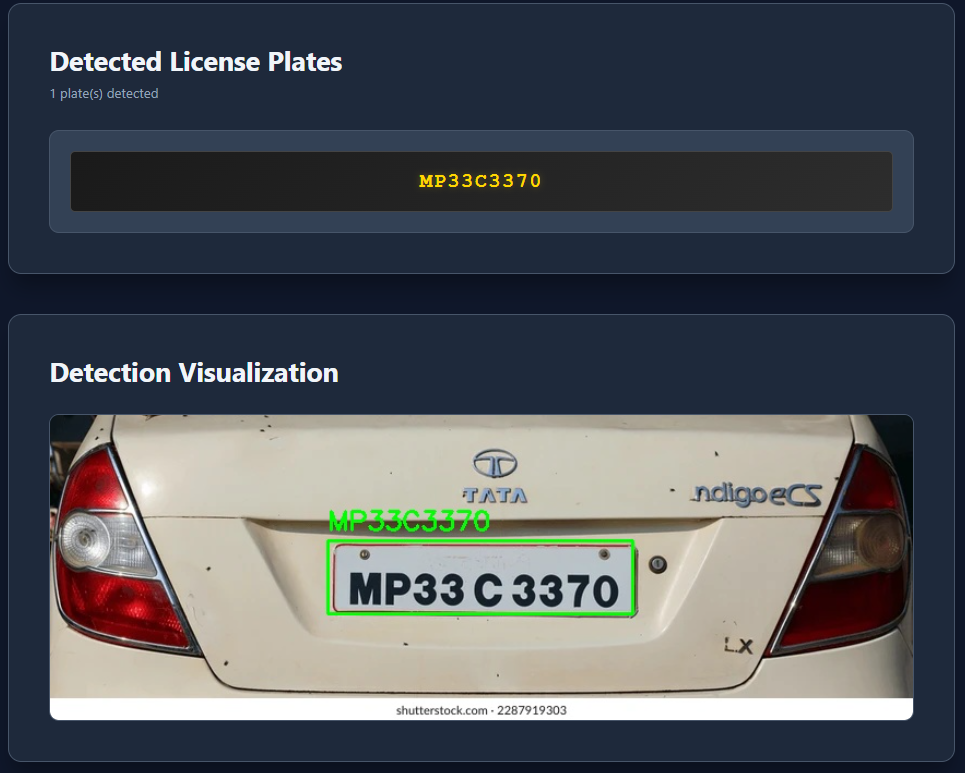 Detected License Plates
1 plate(s) detected
MP33C3370
Detection Visualization
TATA
ndigo eCS
MP33C3370
MP33 C 3370
LX
shutterstock.com · 2287919303